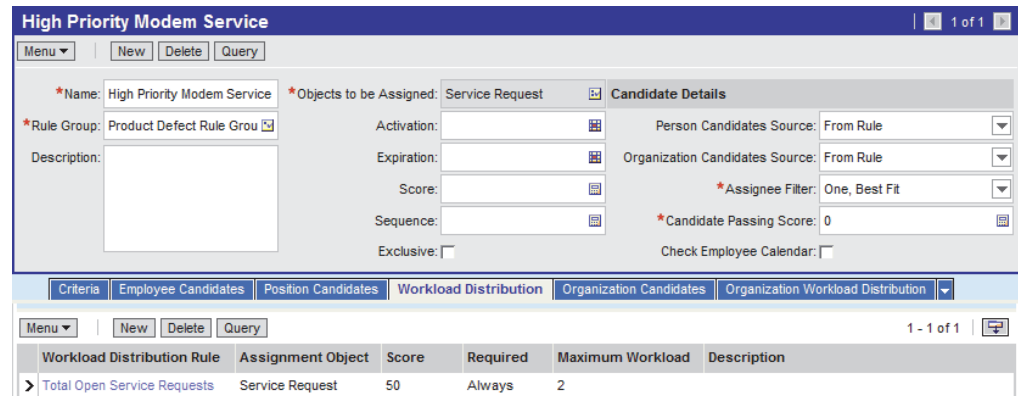 High Priority Modem Service 1 of 1
Menu New Delete Query
*Name: High Priority Modem Service *Objects to be Assigned: Service Request Candidate Details
*Rule Group: Product Defect Rule Grou Activation: Person Candidates Source: From Rule
Description: Expiration: Organization Candidates Source: From Rule
Score: *Assignee Filter: One, Best Fit
Sequence: *Candidate Passing Score: 0
Exclusive: Check Employee Calendar:
Criteria Employee Candidates Position Candidates Workload Distribution Organization Candidates Organization Workload Distribution
Menu New Delete Query 1 - 1 of 1
Workload Distribution Rule Assignment Object Score Required Maximum Workload Description
Total Open Service Requests Service Request 50 Always 2